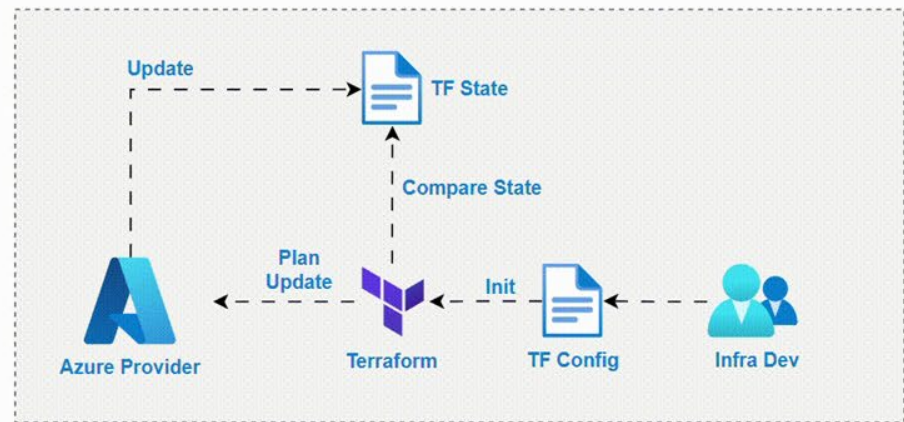 Update
TF State
Compare State
Plan
Update
Init
Azure Provider
Terraform
TF Config
Infra Dev